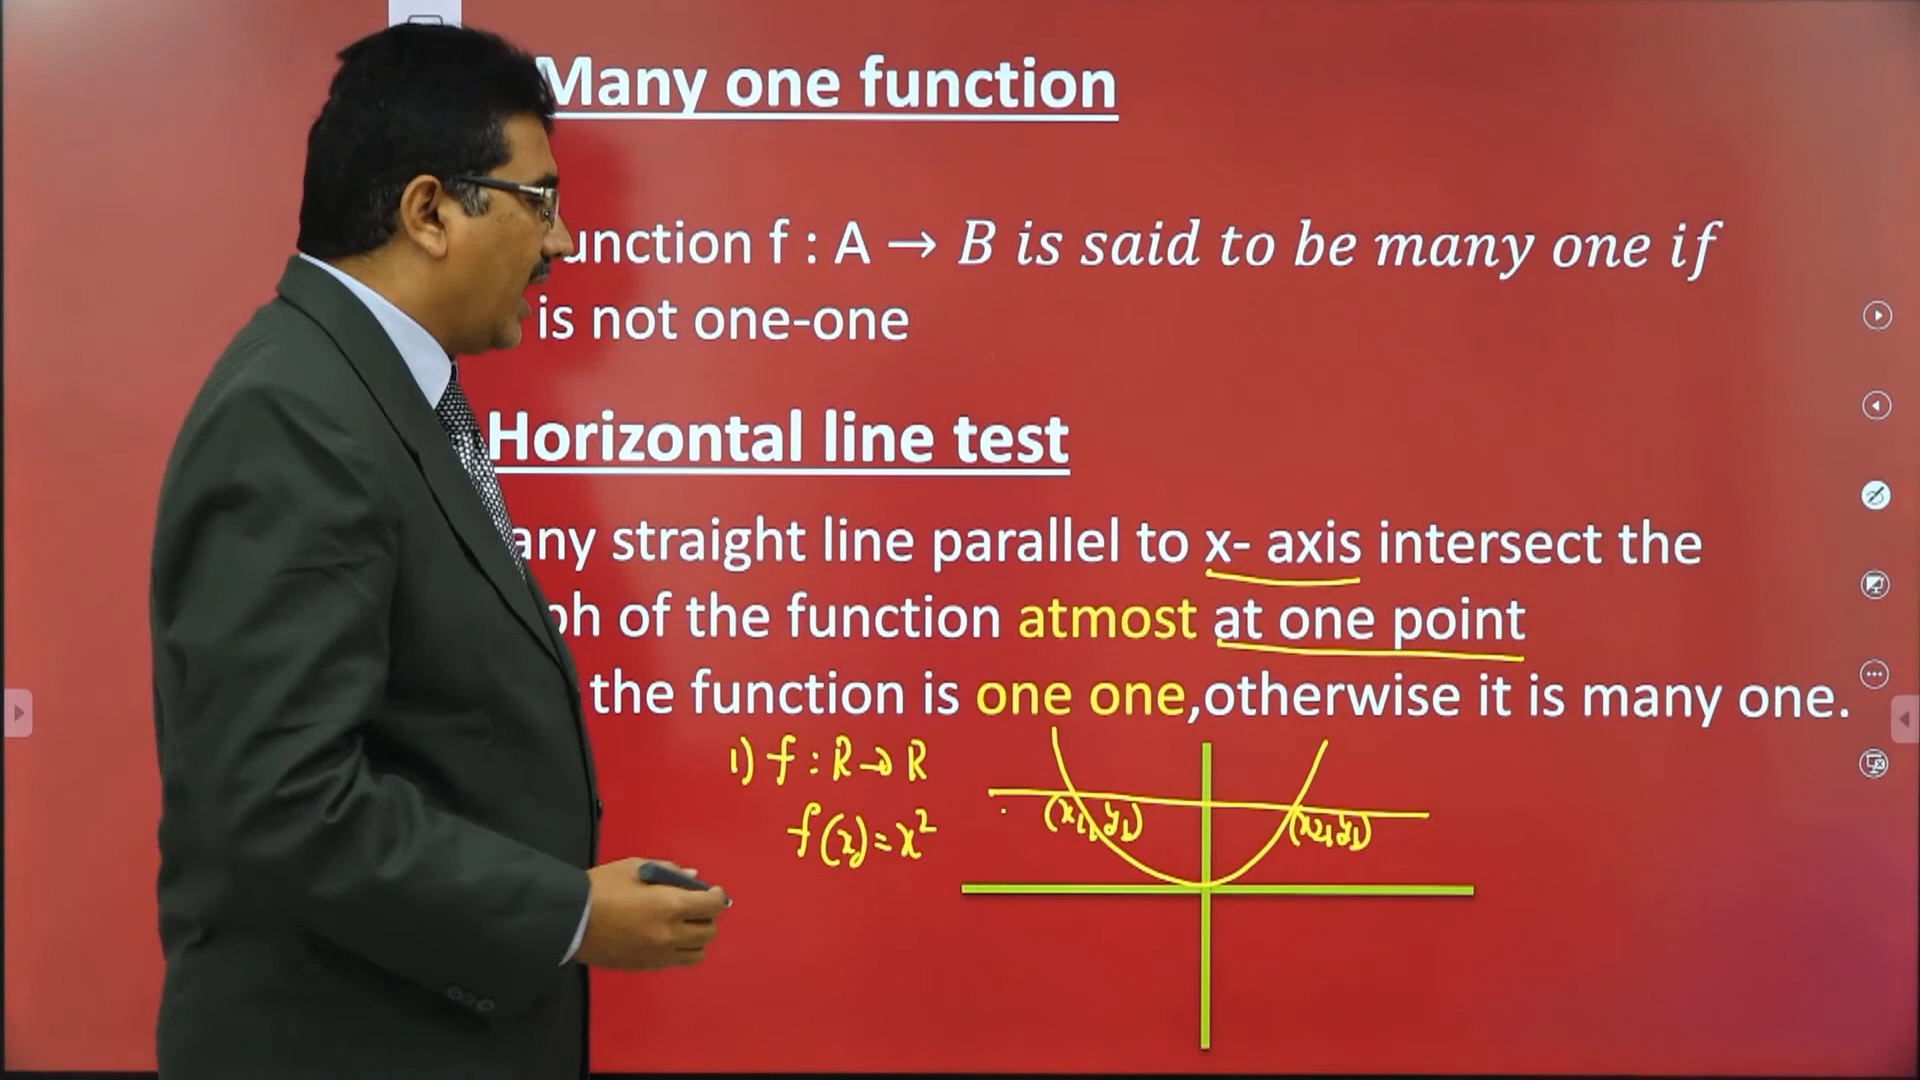 Many one function
unction f : A → B is said to be many one if
is not one-one
Horizontal line test
any straight line parallel to x- axis intersect the
ph of the function atmost at one point
the function is one one,otherwise it is many one.
1) f : R→R
f(x)=x²
(x₁, y₁) (x₂, y₁)